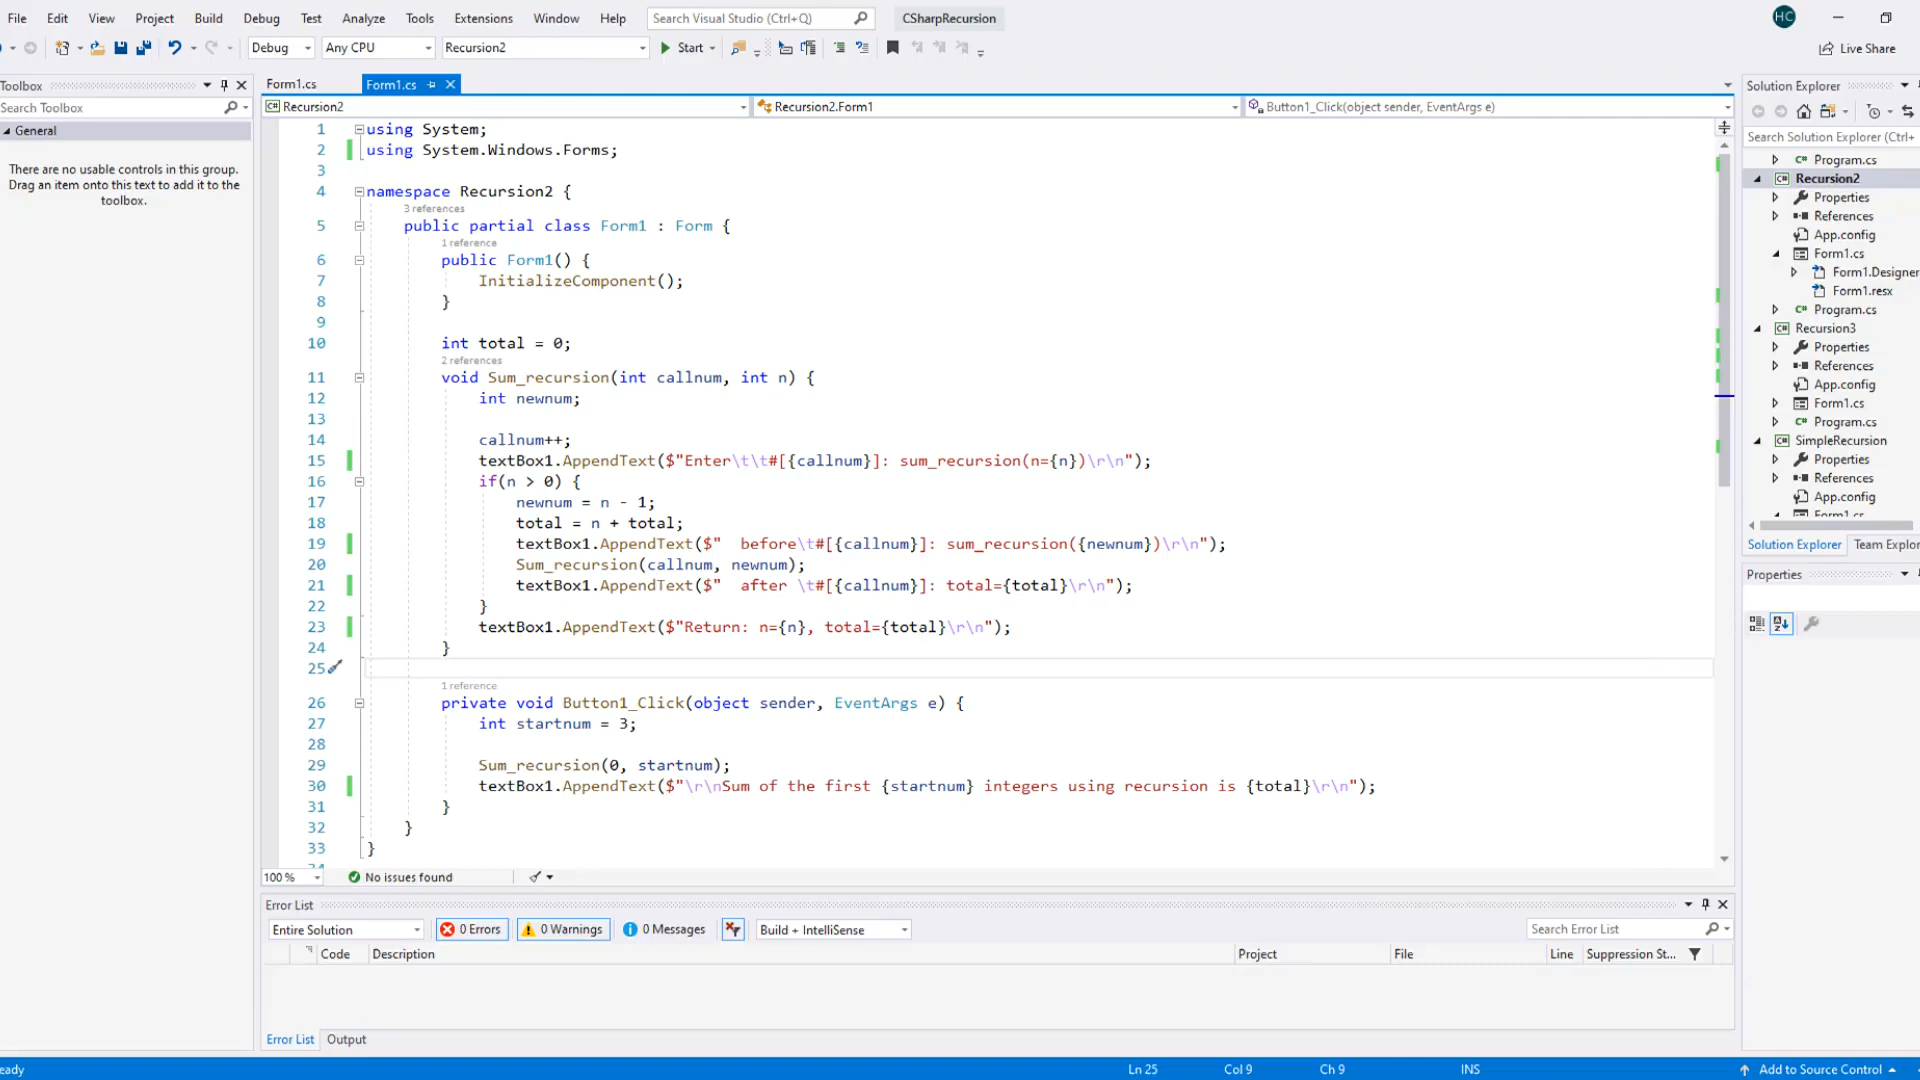 File Edit View Project Build Debug Test Analyze Tools Extensions Window Help Search Visual Studio (Ctrl+Q) CSharpRecursion HC
Debug Any CPU Recursion2 Start Live Share
Toolbox
Search Toolbox
General
There are no usable controls in this group.
Drag an item onto this text to add it to the
toolbox.
Form1.cs Form1.cs
Recursion2 Recursion2.Form1 Button1_Click(object sender, EventArgs e)
1 using System;
2 using System.Windows.Forms;
3
4 namespace Recursion2 {
3 references
5 public partial class Form1 : Form {
1 reference
6 public Form1() {
7 InitializeComponent();
8 }
9
10 int total = 0;
2 references
11 void Sum_recursion(int callnum, int n) {
12 int newnum;
13
14 callnum++;
15 textBox1.AppendText($"Enter\t\t#[{callnum}]: sum_recursion(n={n})\r\n");
16 if(n > 0) {
17 newnum = n - 1;
18 total = n + total;
19 textBox1.AppendText($"  before\t#[{callnum}]: sum_recursion({newnum})\r\n");
20 Sum_recursion(callnum, newnum);
21 textBox1.AppendText($"  after \t#[{callnum}]: total={total}\r\n");
22 }
23 textBox1.AppendText($"Return: n={n}, total={total}\r\n");
24 }
25
1 reference
26 private void Button1_Click(object sender, EventArgs e) {
27 int startnum = 3;
28
29 Sum_recursion(0, startnum);
30 textBox1.AppendText($"\r\nSum of the first {startnum} integers using recursion is {total}\r\n");
31 }
32 }
33 }
100 % No issues found
Error List
Entire Solution 0 Errors 0 Warnings 0 Messages Build + IntelliSense Search Error List
Code Description Project File Line Suppression St...
Error List Output
Solution Explorer
Search Solution Explorer (Ctrl+
Program.cs
Recursion2
Properties
References
App.config
Form1.cs
Form1.Designer
Form1.resx
Program.cs
Recursion3
Properties
References
App.config
Form1.cs
Program.cs
SimpleRecursion
Properties
References
App.config
Form1.cs
Solution Explorer Team Explor
Properties
eady Ln 25 Col 9 Ch 9 INS Add to Source Control